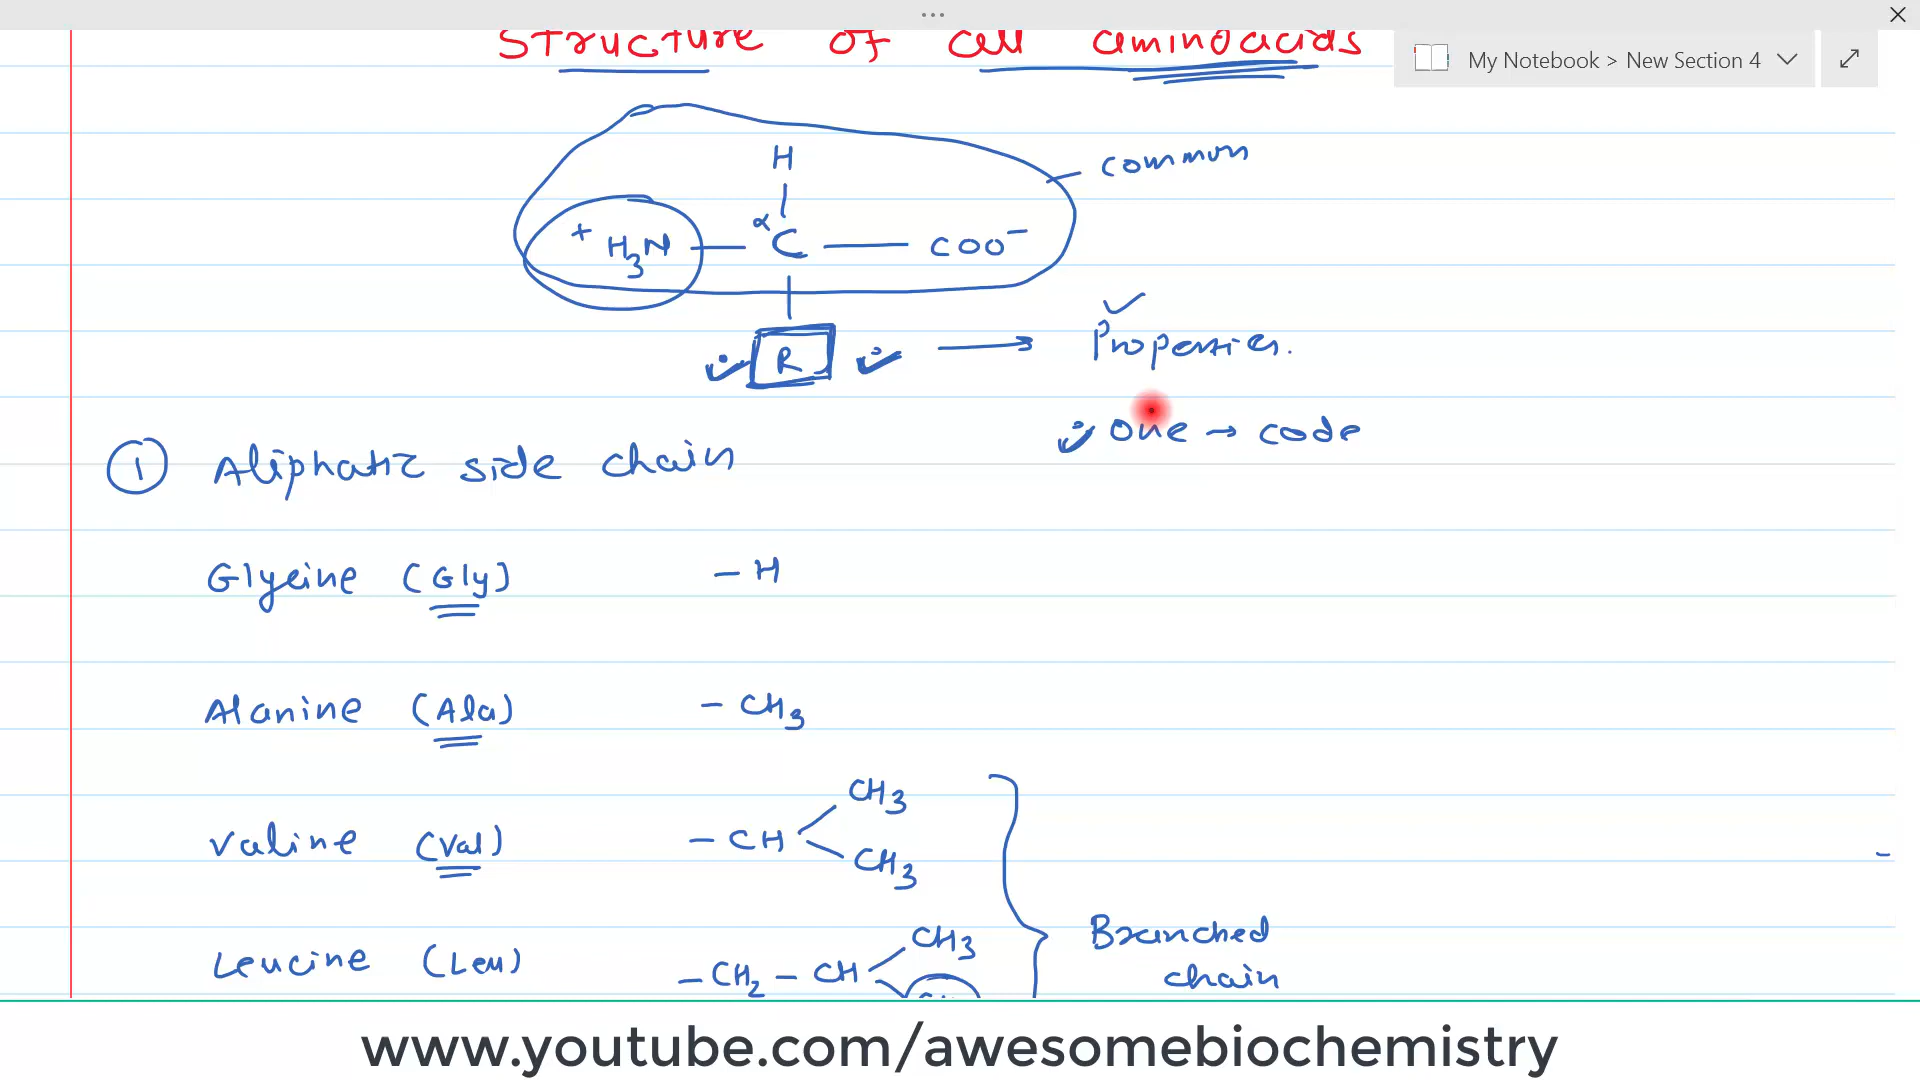 Structure of all aminoacids
My Notebook > New Section 4
H
common
+ H3N — αC — COO−
R → Properties.
One → code
① Aliphatic side chain
Glycine (Gly) – H
Alanine (Ala) – CH3
CH3
Valine (Val) – CH
CH3
Branched
CH3
Leucine (Leu) – CH2 – CH
chain
www.youtube.com/awesomebiochemistry